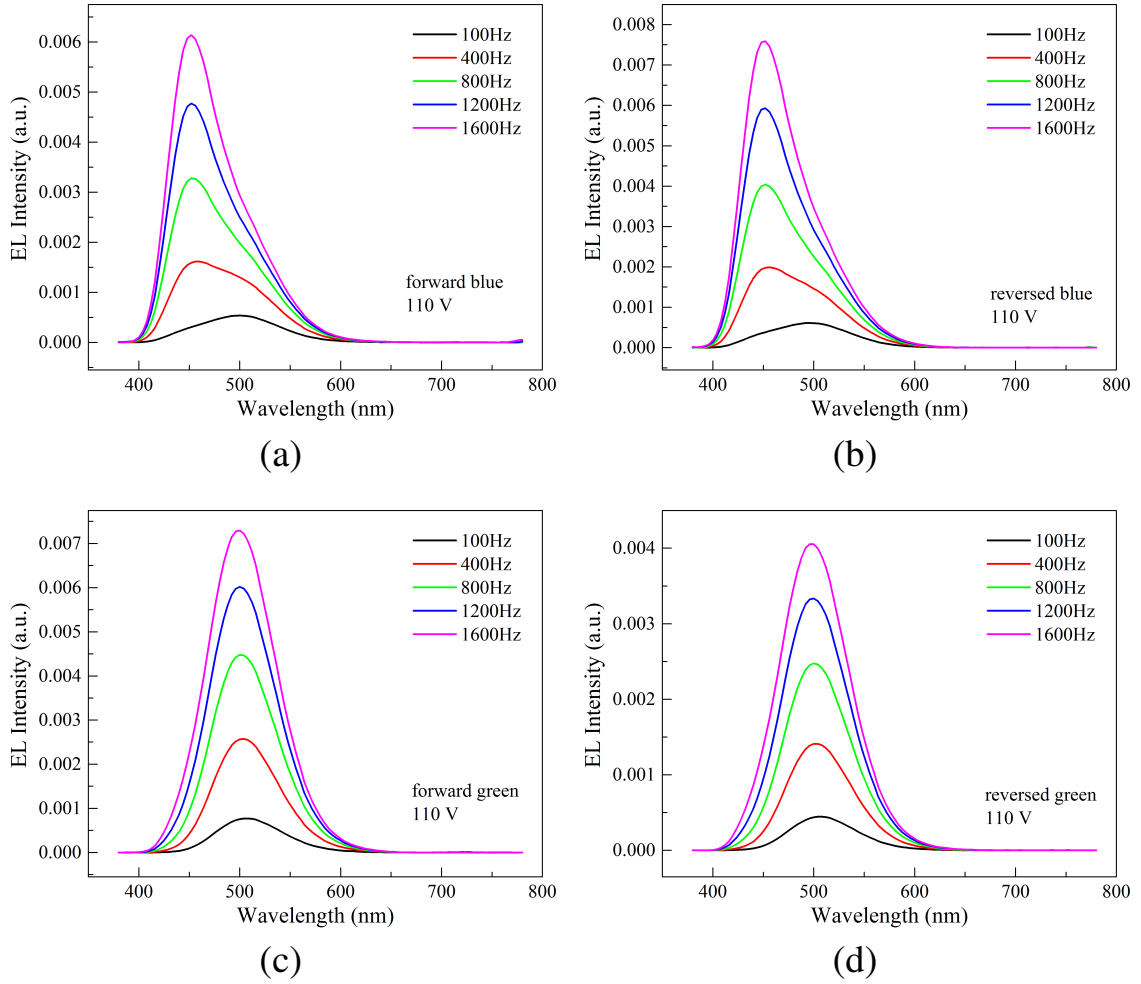 EL Intensity (a.u.)
0.006
0.005
0.004
0.003
0.002
0.001
0.000
100Hz
400Hz
800Hz
1200Hz
1600Hz
forward blue
110 V
400 500 600 700 800
Wavelength (nm)
(a)
EL Intensity (a.u.)
0.008
0.007
0.006
0.005
0.004
0.003
0.002
0.001
0.000
100Hz
400Hz
800Hz
1200Hz
1600Hz
reversed blue
110 V
400 500 600 700 800
Wavelength (nm)
(b)
EL Intensity (a.u.)
0.007
0.006
0.005
0.004
0.003
0.002
0.001
0.000
100Hz
400Hz
800Hz
1200Hz
1600Hz
forward green
110 V
400 500 600 700 800
Wavelength (nm)
(c)
EL Intensity (a.u.)
0.004
0.003
0.002
0.001
0.000
100Hz
400Hz
800Hz
1200Hz
1600Hz
reversed green
110 V
400 500 600 700 800
Wavelength (nm)
(d)